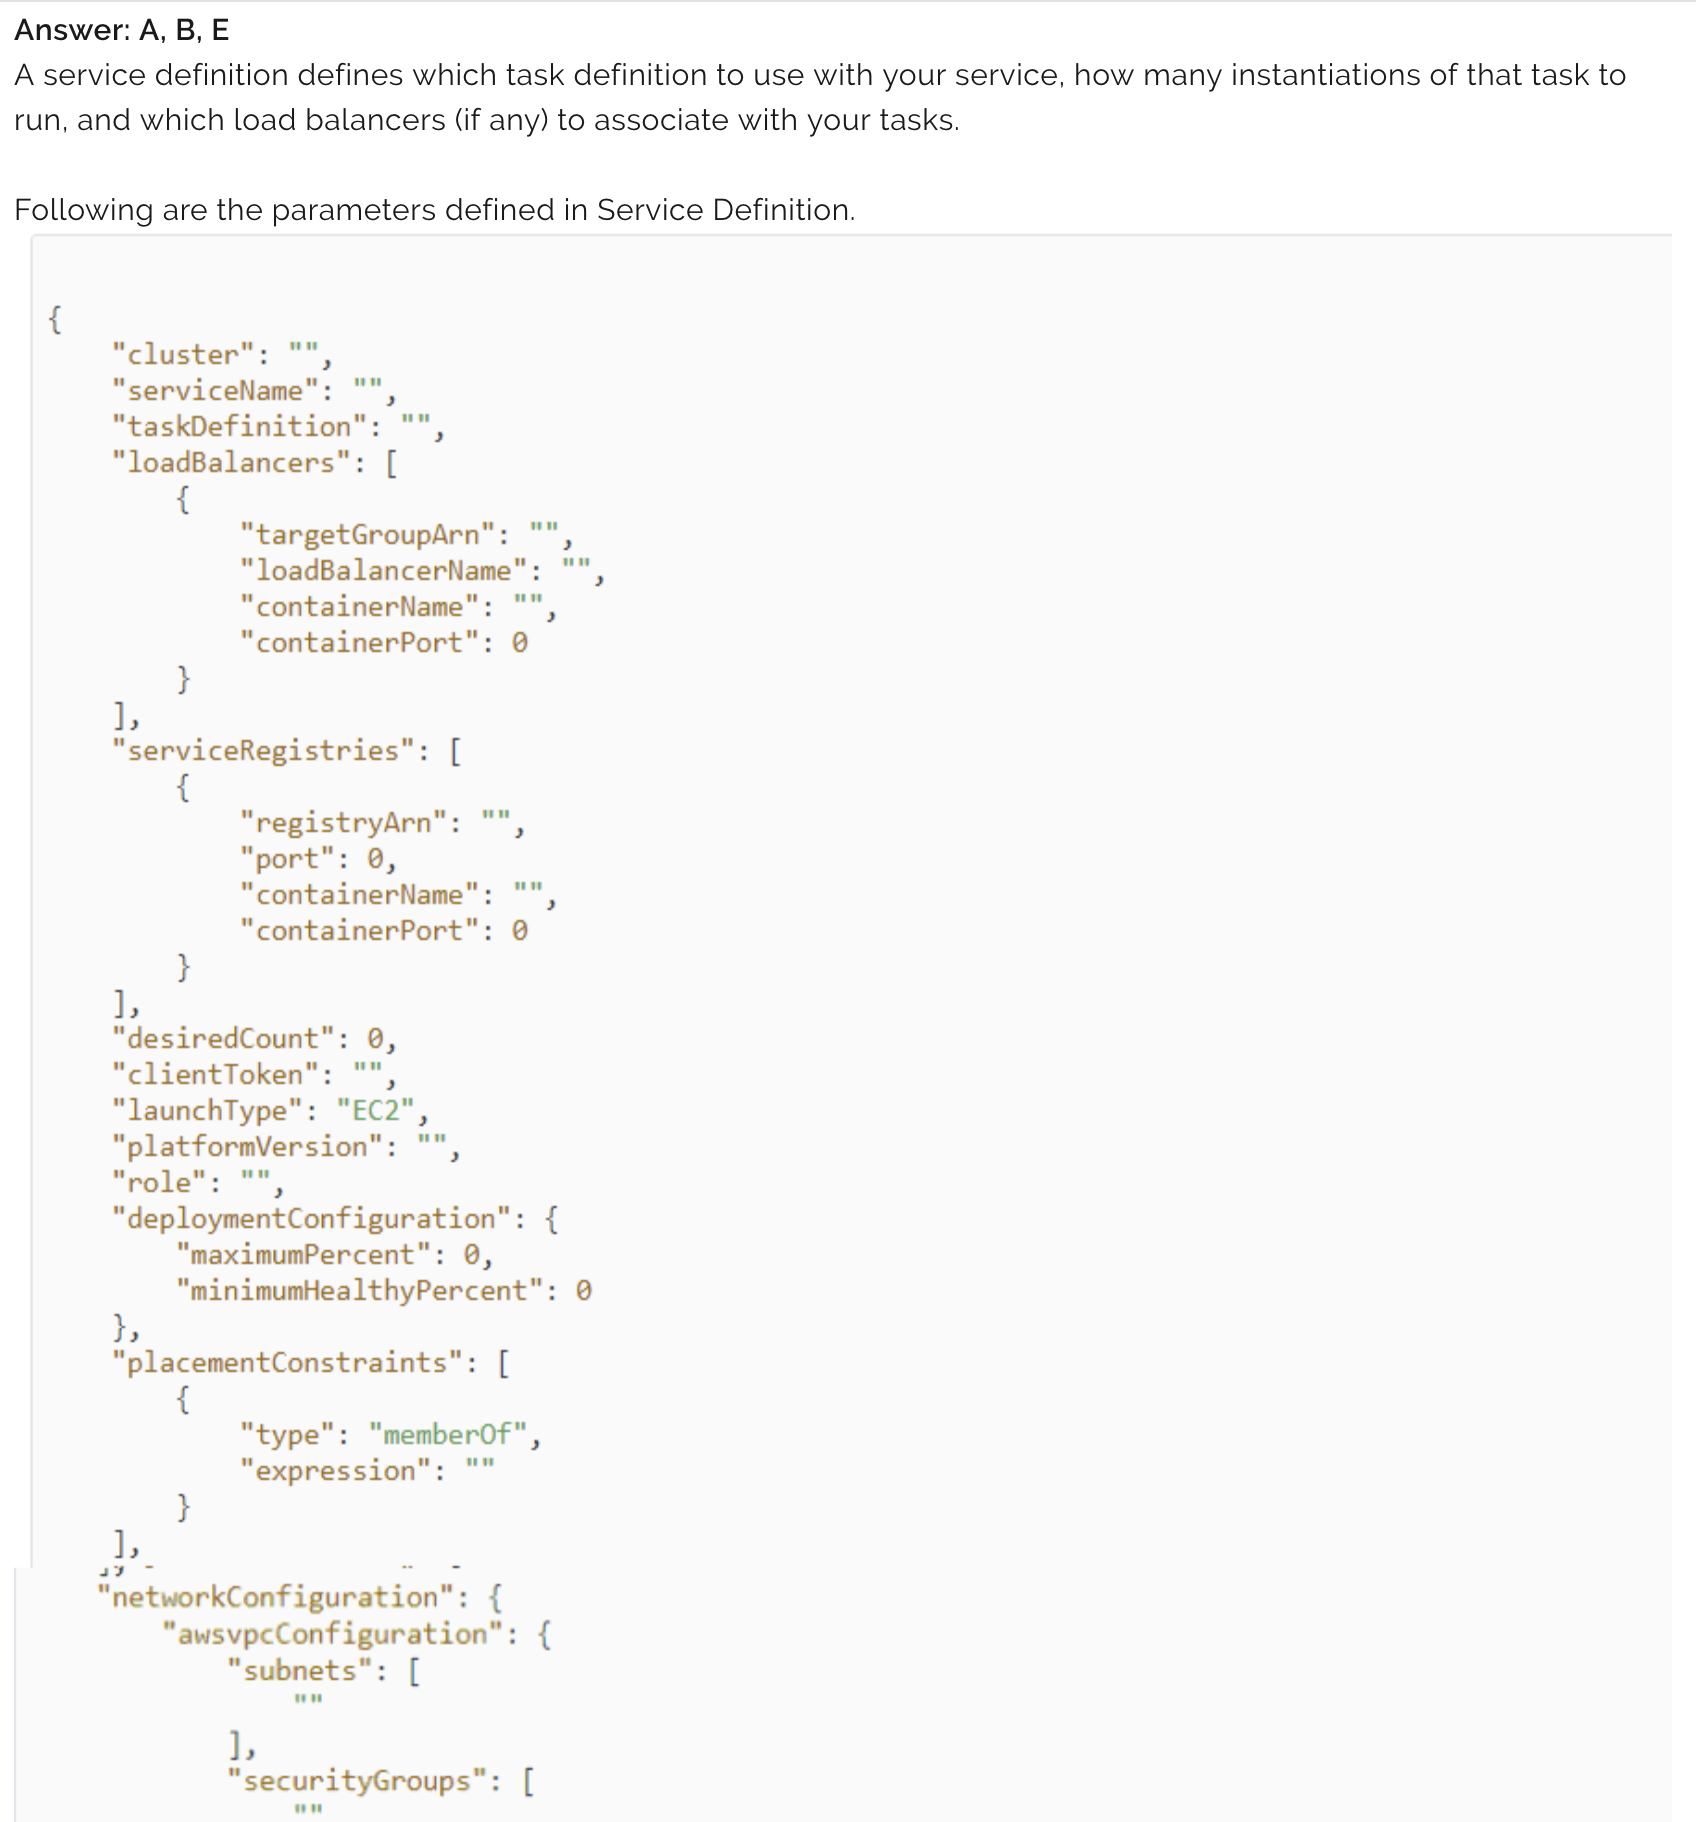 Answer: A, B, E
A service definition defines which task definition to use with your service, how many instantiations of that task to
run, and which load balancers (if any) to associate with your tasks.
Following are the parameters defined in Service Definition.
{
    "cluster": "",
    "serviceName": "",
    "taskDefinition": "",
    "loadBalancers": [
        {
            "targetGroupArn": "",
            "loadBalancerName": "",
            "containerName": "",
            "containerPort": 0
        }
    ],
    "serviceRegistries": [
        {
            "registryArn": "",
            "port": 0,
            "containerName": "",
            "containerPort": 0
        }
    ],
    "desiredCount": 0,
    "clientToken": "",
    "launchType": "EC2",
    "platformVersion": "",
    "role": "",
    "deploymentConfiguration": {
        "maximumPercent": 0,
        "minimumHealthyPercent": 0
    },
    "placementConstraints": [
        {
            "type": "memberOf",
            "expression": ""
        }
    ],
    "networkConfiguration": {
        "awsvpcConfiguration": {
            "subnets": [
                ""
            ],
            "securityGroups": [
                ""